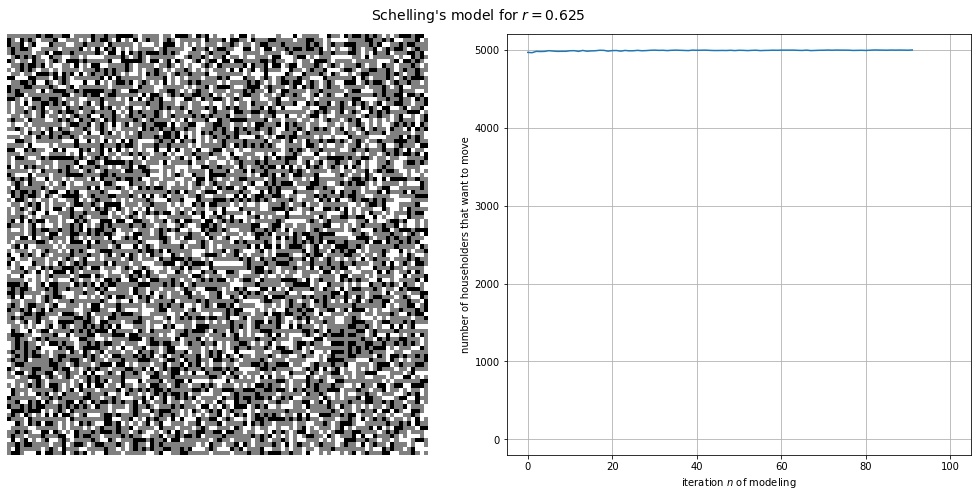 Schelling's model for r = 0.625
number of householders that want to move
5000
4000
3000
2000
1000
0
0 20 40 60 80 100
iteration n of modeling